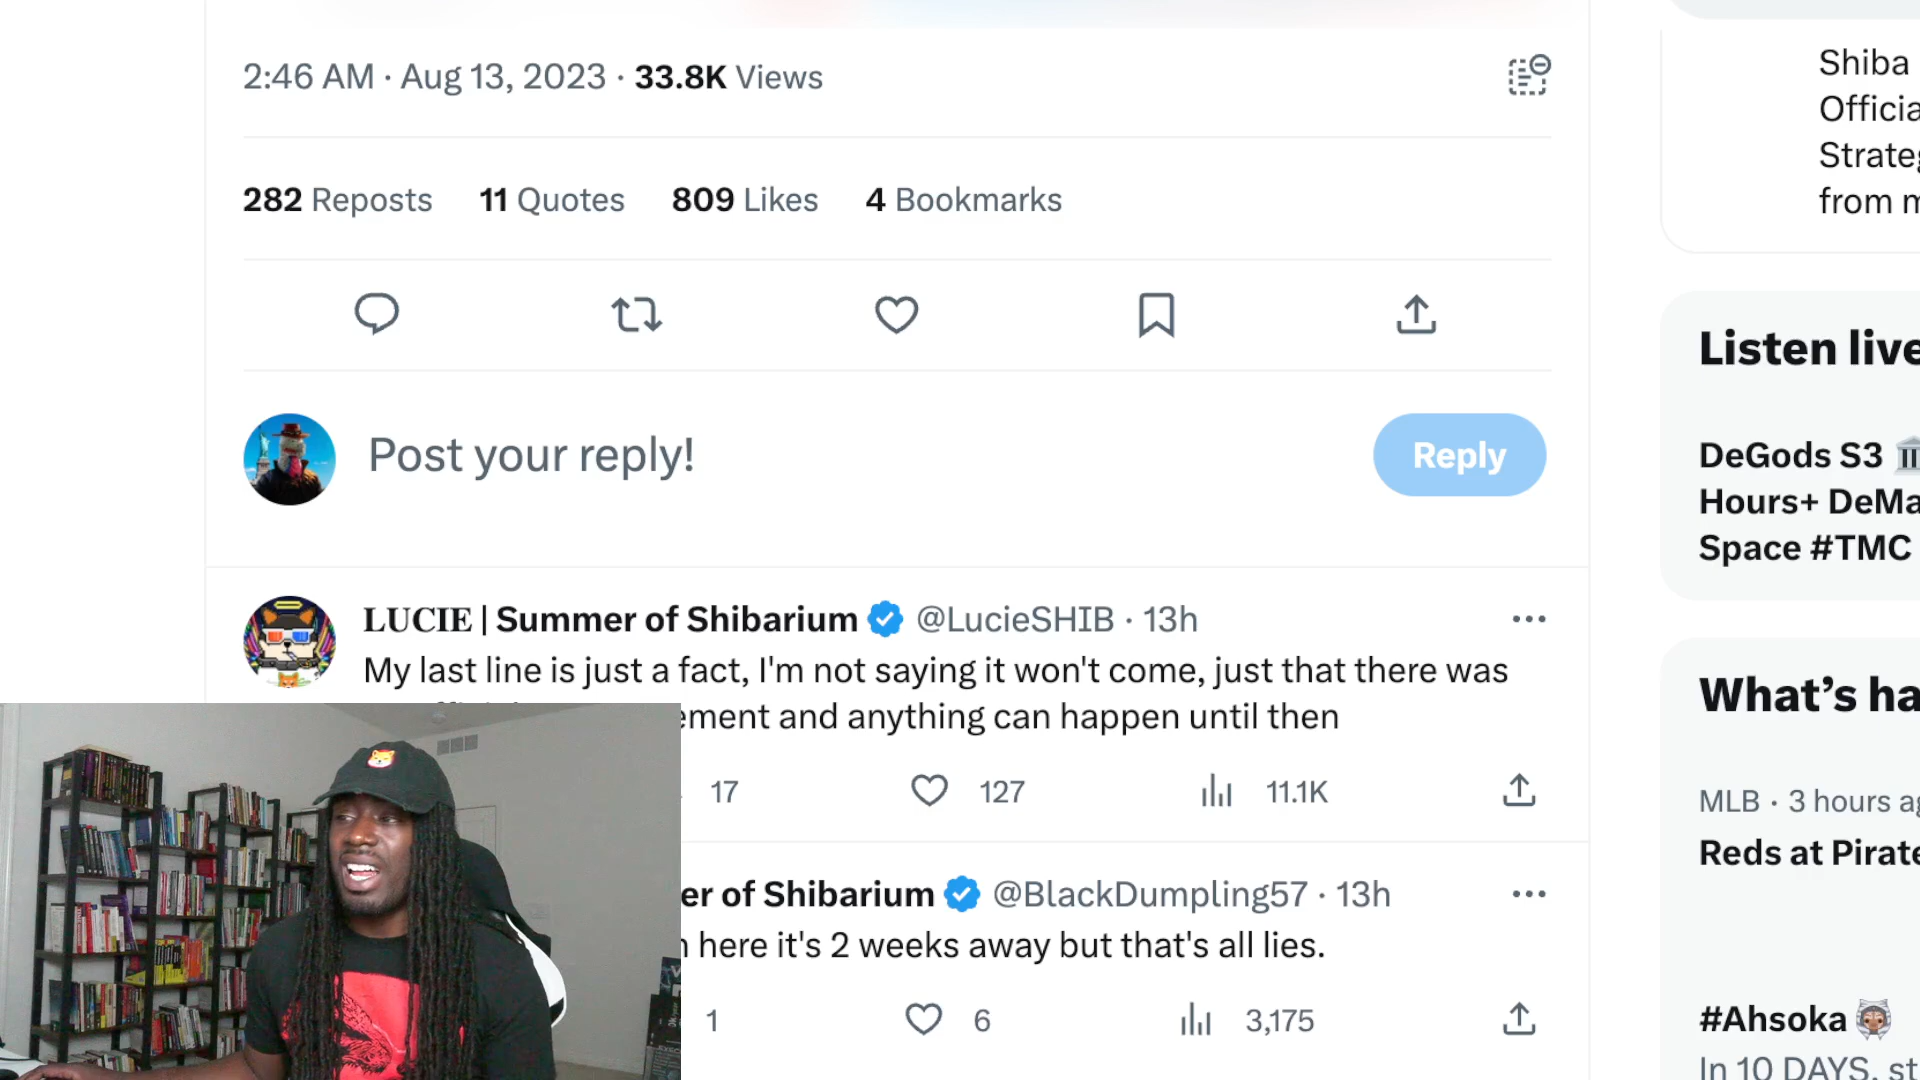 2:46 AM · Aug 13, 2023 · 33.8K Views
282 Reposts 11 Quotes 809 Likes 4 Bookmarks
Post your reply!
Reply
LUCIE | Summer of Shibarium @LucieSHIB · 13h
My last line is just a fact, I'm not saying it won't come, just that there was
ement and anything can happen until then
17 127 11.1K
er of Shibarium @BlackDumpling57 · 13h
here it's 2 weeks away but that's all lies.
1 6 3,175
Shiba
Officia
Strateg
from m
Listen live
DeGods S3
Hours+ DeMa
Space #TMC
What's ha
MLB · 3 hours ag
Reds at Pirate
#Ahsoka
In 10 DAYS, st